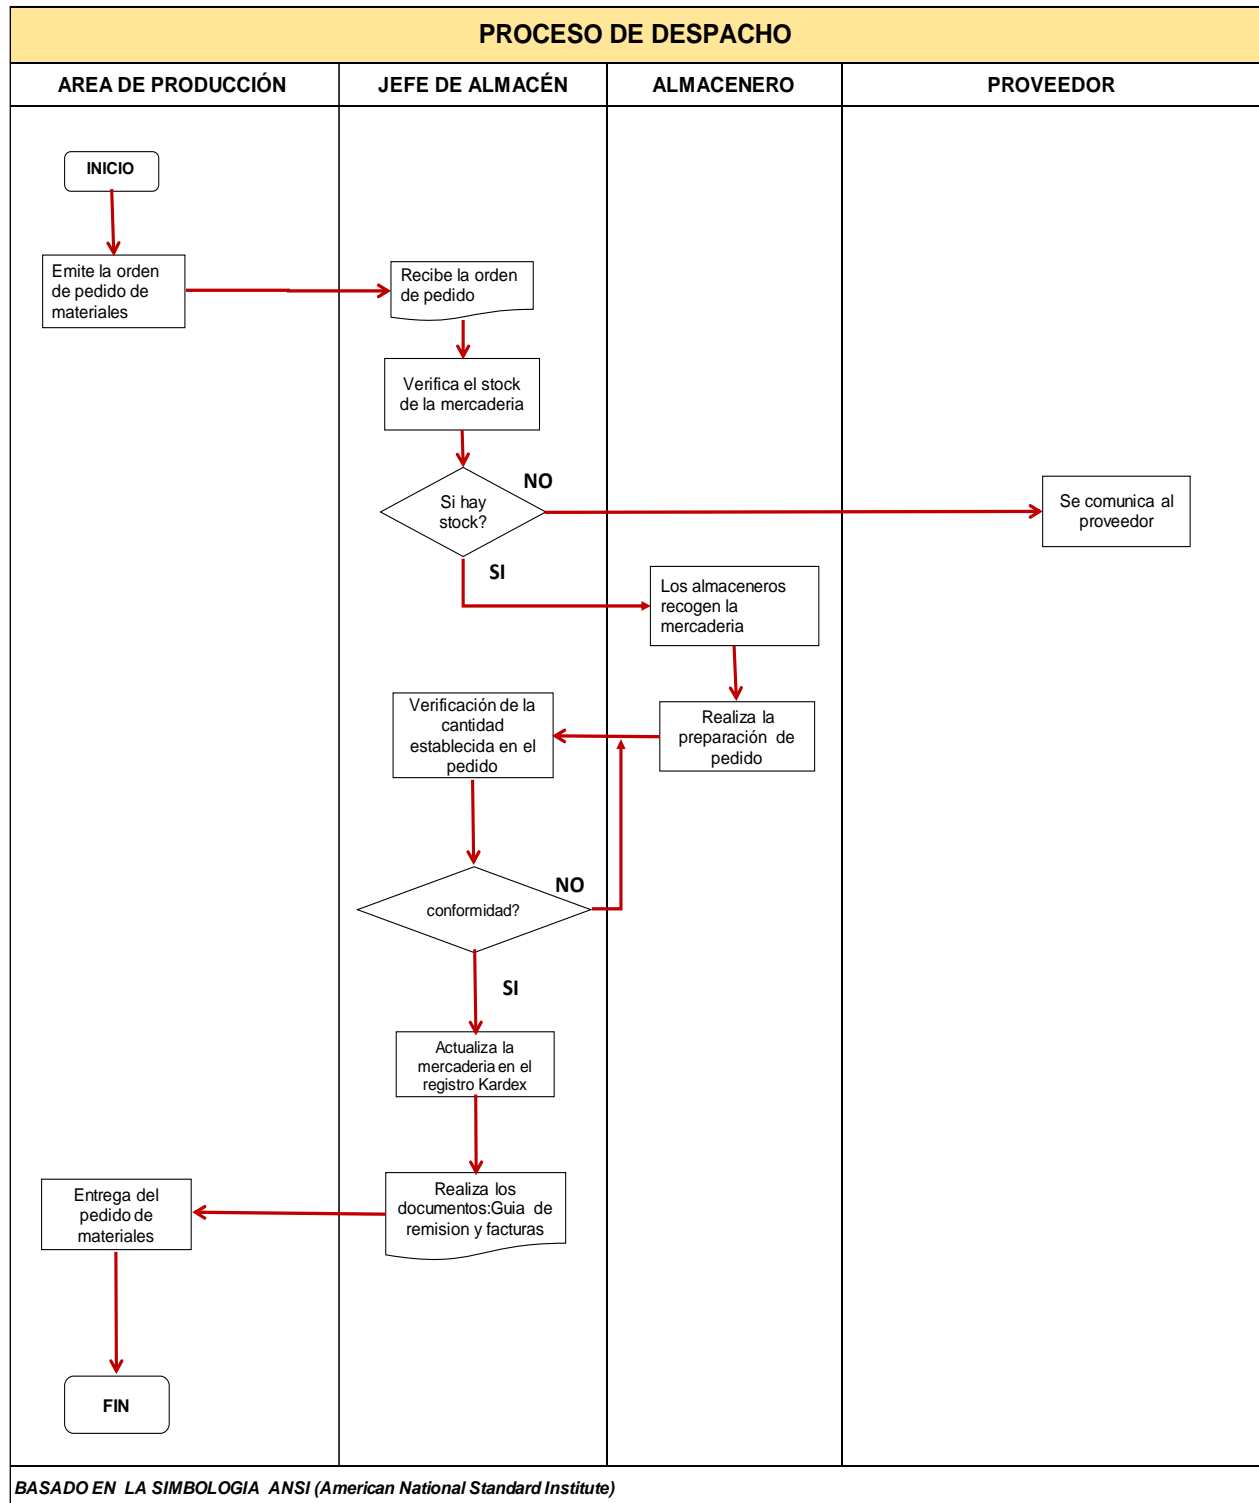 PROCESO DE DESPACHO
AREA DE PRODUCCIÓN
JEFE DE ALMACÉN
ALMACENERO
PROVEEDOR
INICIO
Emite la orden
de pedido de
materiales
Recibe la orden
de pedido
Verifica el stock
de la mercaderia
Si hay
stock?
NO
Se comunica al
proveedor
SI
Los almaceneros
recogen la
mercaderia
Realiza la
preparación de
pedido
Verificación de la
cantidad
establecida en el
pedido
conformidad?
NO
SI
Actualiza la
mercaderia en el
registro Kardex
Realiza los
documentos:Guia de
remision y facturas
Entrega del
pedido de
materiales
FIN
BASADO EN LA SIMBOLOGIA ANSI (American National Standard Institute)